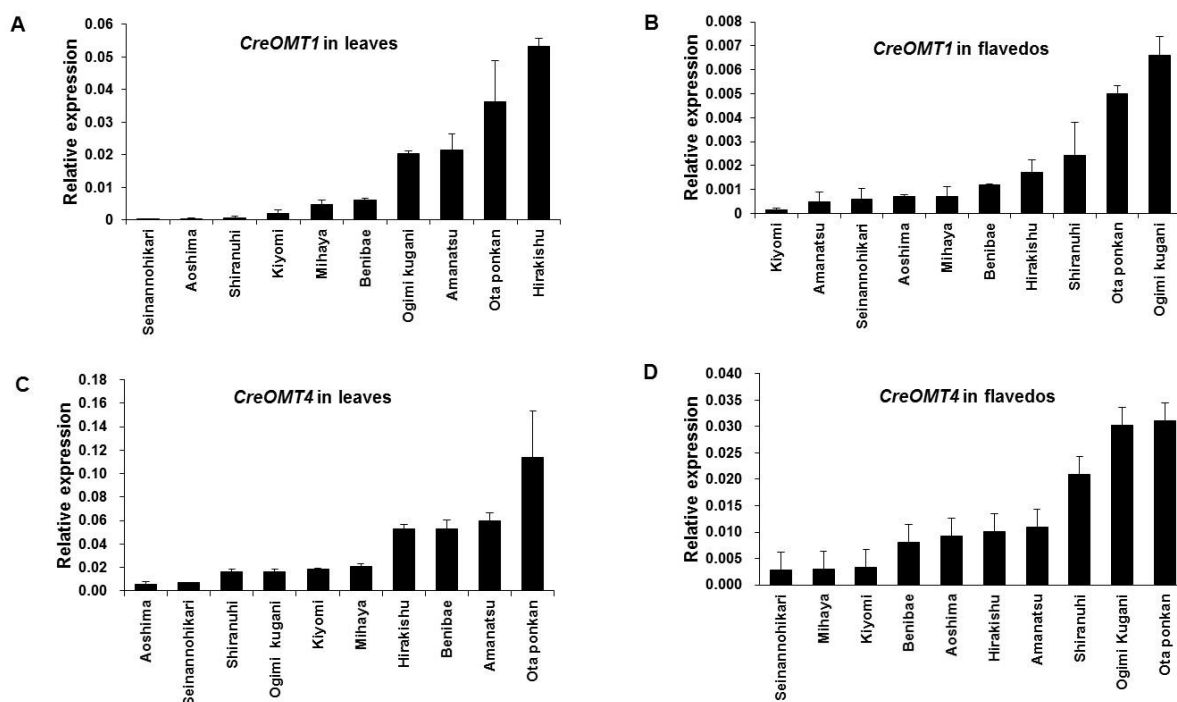 A
CreOMT1 in leaves
Relative expression
0.06
0.05
0.04
0.03
0.02
0.01
0
Seinannohikari
Aoshima
Shiranuhi
Kiyomi
Mihaya
Benibae
Ogimi kugani
Amanatsu
Ota ponkan
Hirakishu
B
CreOMT1 in flavedos
Relative expression
0.008
0.007
0.006
0.005
0.004
0.003
0.002
0.001
0
Kiyomi
Amanatsu
Seinannohikari
Aoshima
Mihaya
Benibae
Hirakishu
Shiranuhi
Ota ponkan
Ogimi kugani
C
CreOMT4 in leaves
Relative expression
0.18
0.16
0.14
0.12
0.10
0.08
0.06
0.04
0.02
0.00
Aoshima
Seinannohikari
Shiranuhi
Ogimi kugani
Kiyomi
Mihaya
Hirakishu
Benibae
Amanatsu
Ota ponkan
D
CreOMT4 in flavedos
Relative expression
0.040
0.035
0.030
0.025
0.020
0.015
0.010
0.005
0.000
Seinannohikari
Mihaya
Kiyomi
Benibae
Aoshima
Hirakishu
Amanatsu
Shiranuhi
Ogimi Kugani
Ota ponkan